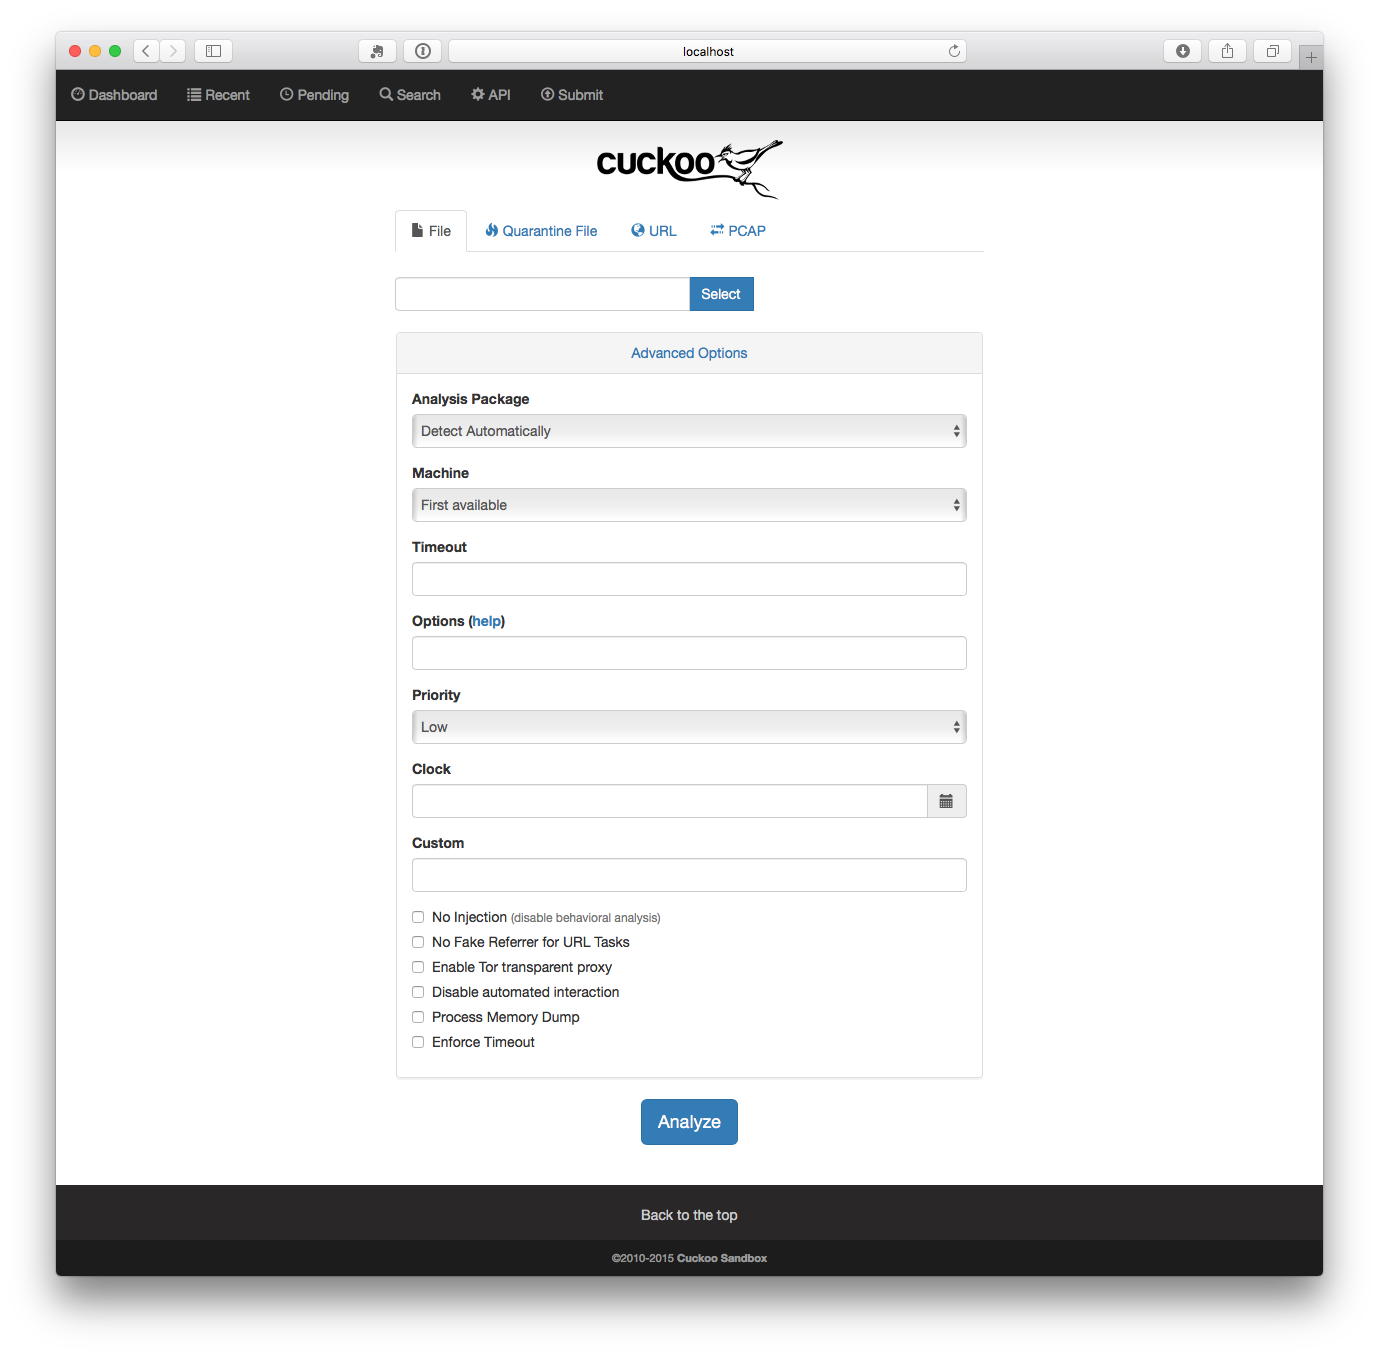 localhost
Dashboard Recent Pending Search API Submit
cuckoo
File Quarantine File URL PCAP
Select
Advanced Options
Analysis Package
Detect Automatically
Machine
First available
Timeout
Options (help)
Priority
Low
Clock
Custom
No Injection (disable behavioral analysis)
No Fake Referrer for URL Tasks
Enable Tor transparent proxy
Disable automated interaction
Process Memory Dump
Enforce Timeout
Analyze
Back to the top
©2010-2015 Cuckoo Sandbox